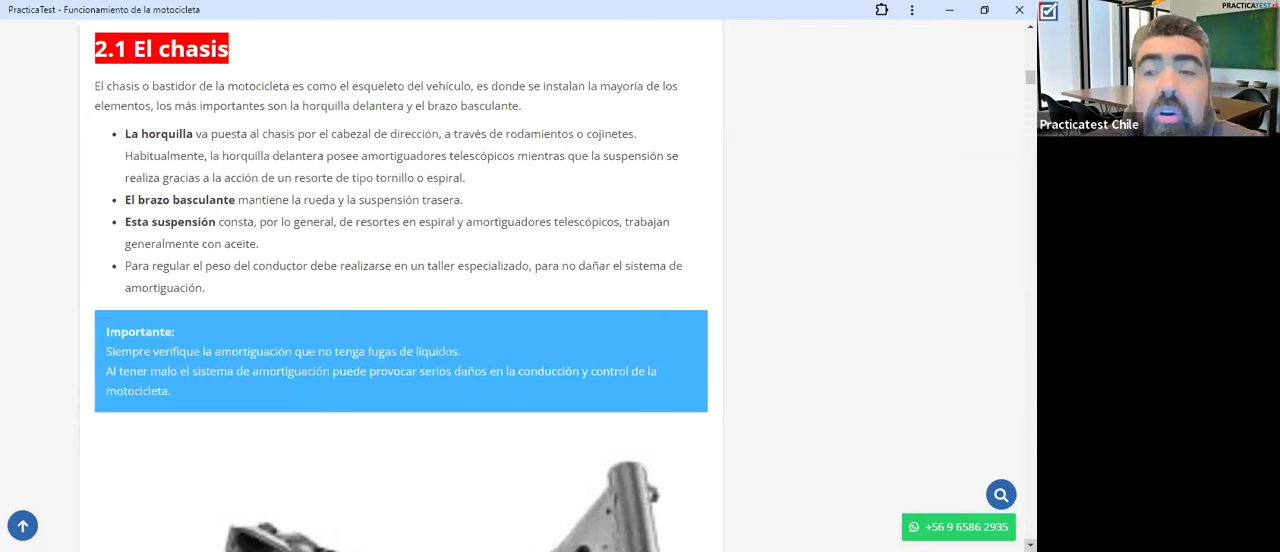 PracticaTest - Funcionamiento de la motocicleta
PRACTICATEST
2.1 El chasis
El chasis o bastidor de la motocicleta es como el esqueleto del vehículo, es donde se instalan la mayoría de los
elementos, los más importantes son la horquilla delantera y el brazo basculante.
• La horquilla va puesta al chasis por el cabezal de dirección, a través de rodamientos o cojinetes.
Habitualmente, la horquilla delantera posee amortiguadores telescópicos mientras que la suspensión se
realiza gracias a la acción de un resorte de tipo tornillo o espiral.
• El brazo basculante mantiene la rueda y la suspensión trasera.
• Esta suspensión consta, por lo general, de resortes en espiral y amortiguadores telescópicos, trabajan
generalmente con aceite.
• Para regular el peso del conductor debe realizarse en un taller especializado, para no dañar el sistema de
amortiguación.
Importante:
Siempre verifique la amortiguación que no tenga fugas de líquidos.
Al tener malo el sistema de amortiguación puede provocar serios daños en la conducción y control de la
motocicleta.
Practicatest Chile
+56 9 6586 2935